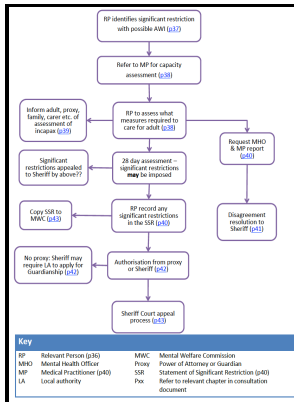 RP identifies significant restriction
with possible AWI (p37)
Refer to MP for capacity
assessment (p38)
Inform adult, proxy,
family, carer etc. of
assessment of
incapax (p39)
RP to assess what
measures required to
care for adult (p38)
Request MHO
& MP report
(p40)
Significant
restrictions appealed
to Sheriff by above??
28 day assessment –
significant restrictions
may be imposed
Copy SSR to
MWC (p43)
RP record any
significant restrictions
in the SSR (p40)
Disagreement
resolution to
Sheriff (p41)
No proxy: Sheriff may
require LA to apply for
Guardianship (p42)
Authorisation from proxy
or Sheriff (p42)
Sheriff Court appeal
process (p43)
Key
RP Relevant Person (p36) MWC Mental Welfare Commission
MHO Mental Health Officer Proxy Power of Attorney or Guardian
MP Medical Practitioner (p40) SSR Statement of Significant Restriction (p40)
LA Local authority Pxx Refer to relevant chapter in consultation
document